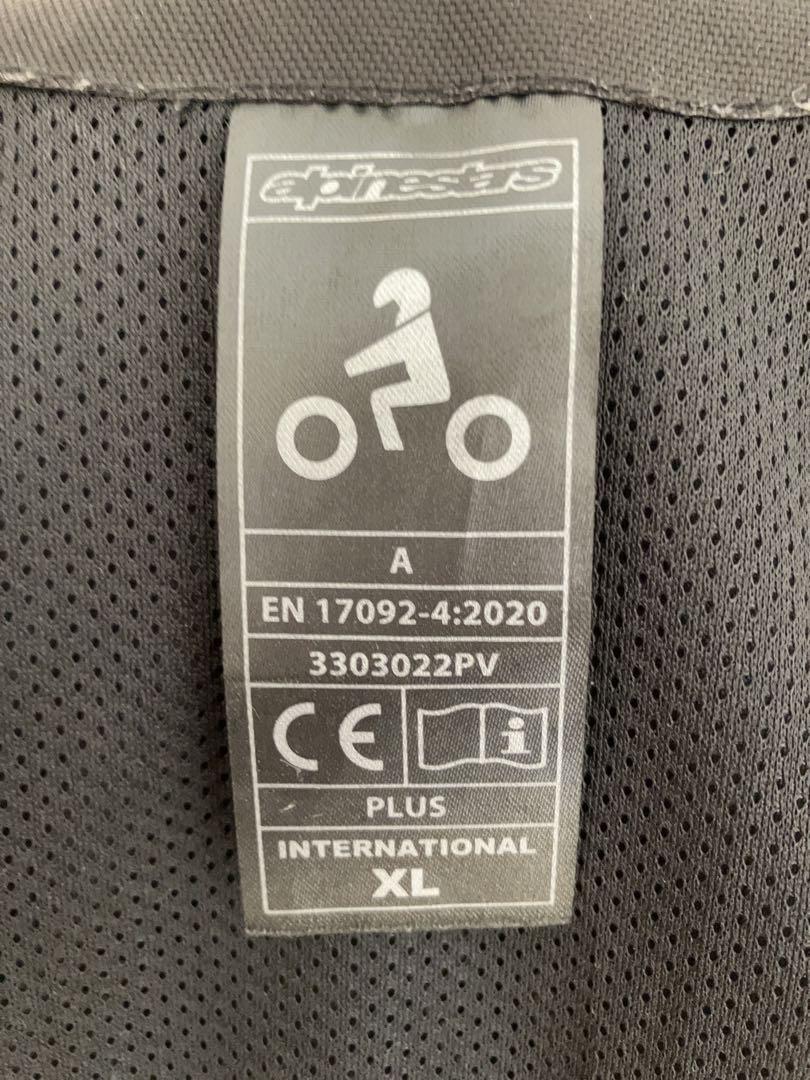 alpinestars
A
EN 17092-4:2020
3303022PV
CE
i
PLUS
INTERNATIONAL
XL